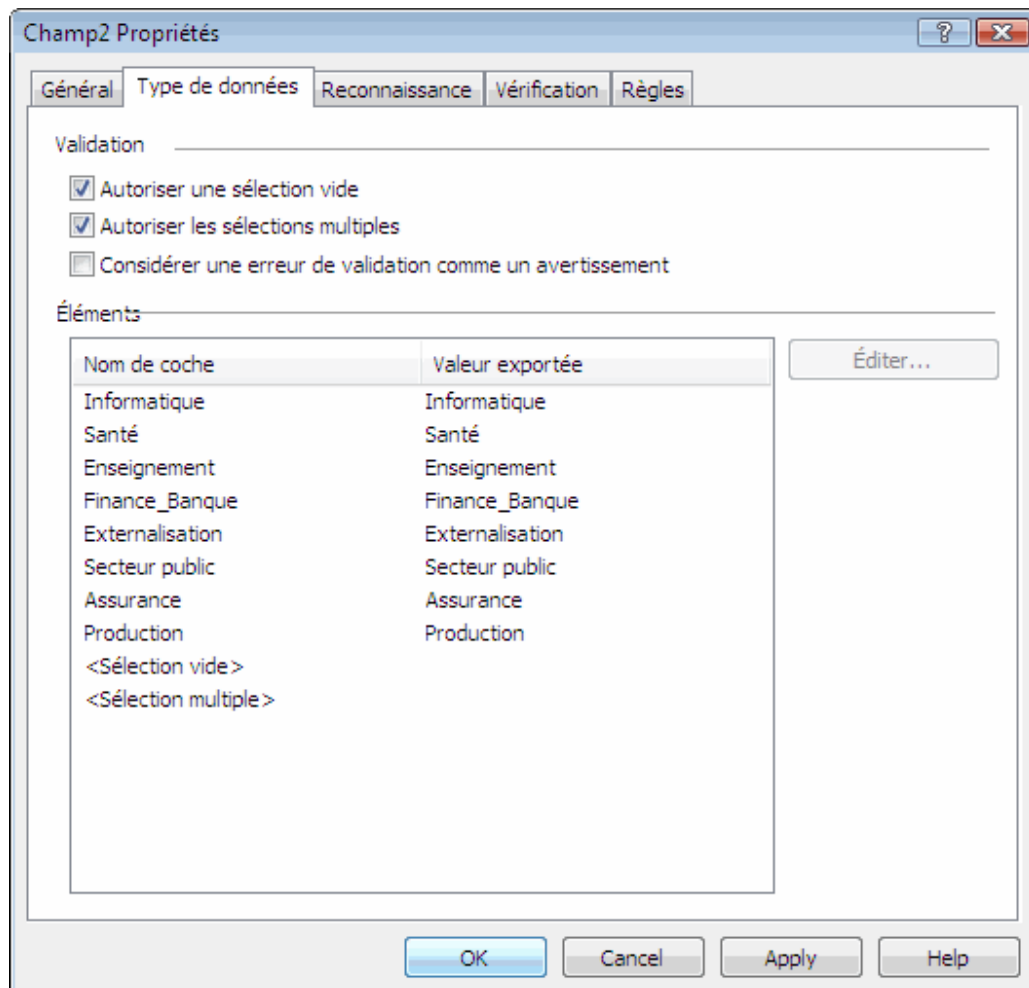 Champ2 Propriétés
Général Type de données Reconnaissance Vérification Règles
Validation
Autoriser une sélection vide
Autoriser les sélections multiples
Considérer une erreur de validation comme un avertissement
Éléments
Nom de coche Valeur exportée Éditer...
Informatique Informatique
Santé Santé
Enseignement Enseignement
Finance_Banque Finance_Banque
Externalisation Externalisation
Secteur public Secteur public
Assurance Assurance
Production Production
<Sélection vide>
<Sélection multiple>
OK Cancel Apply Help